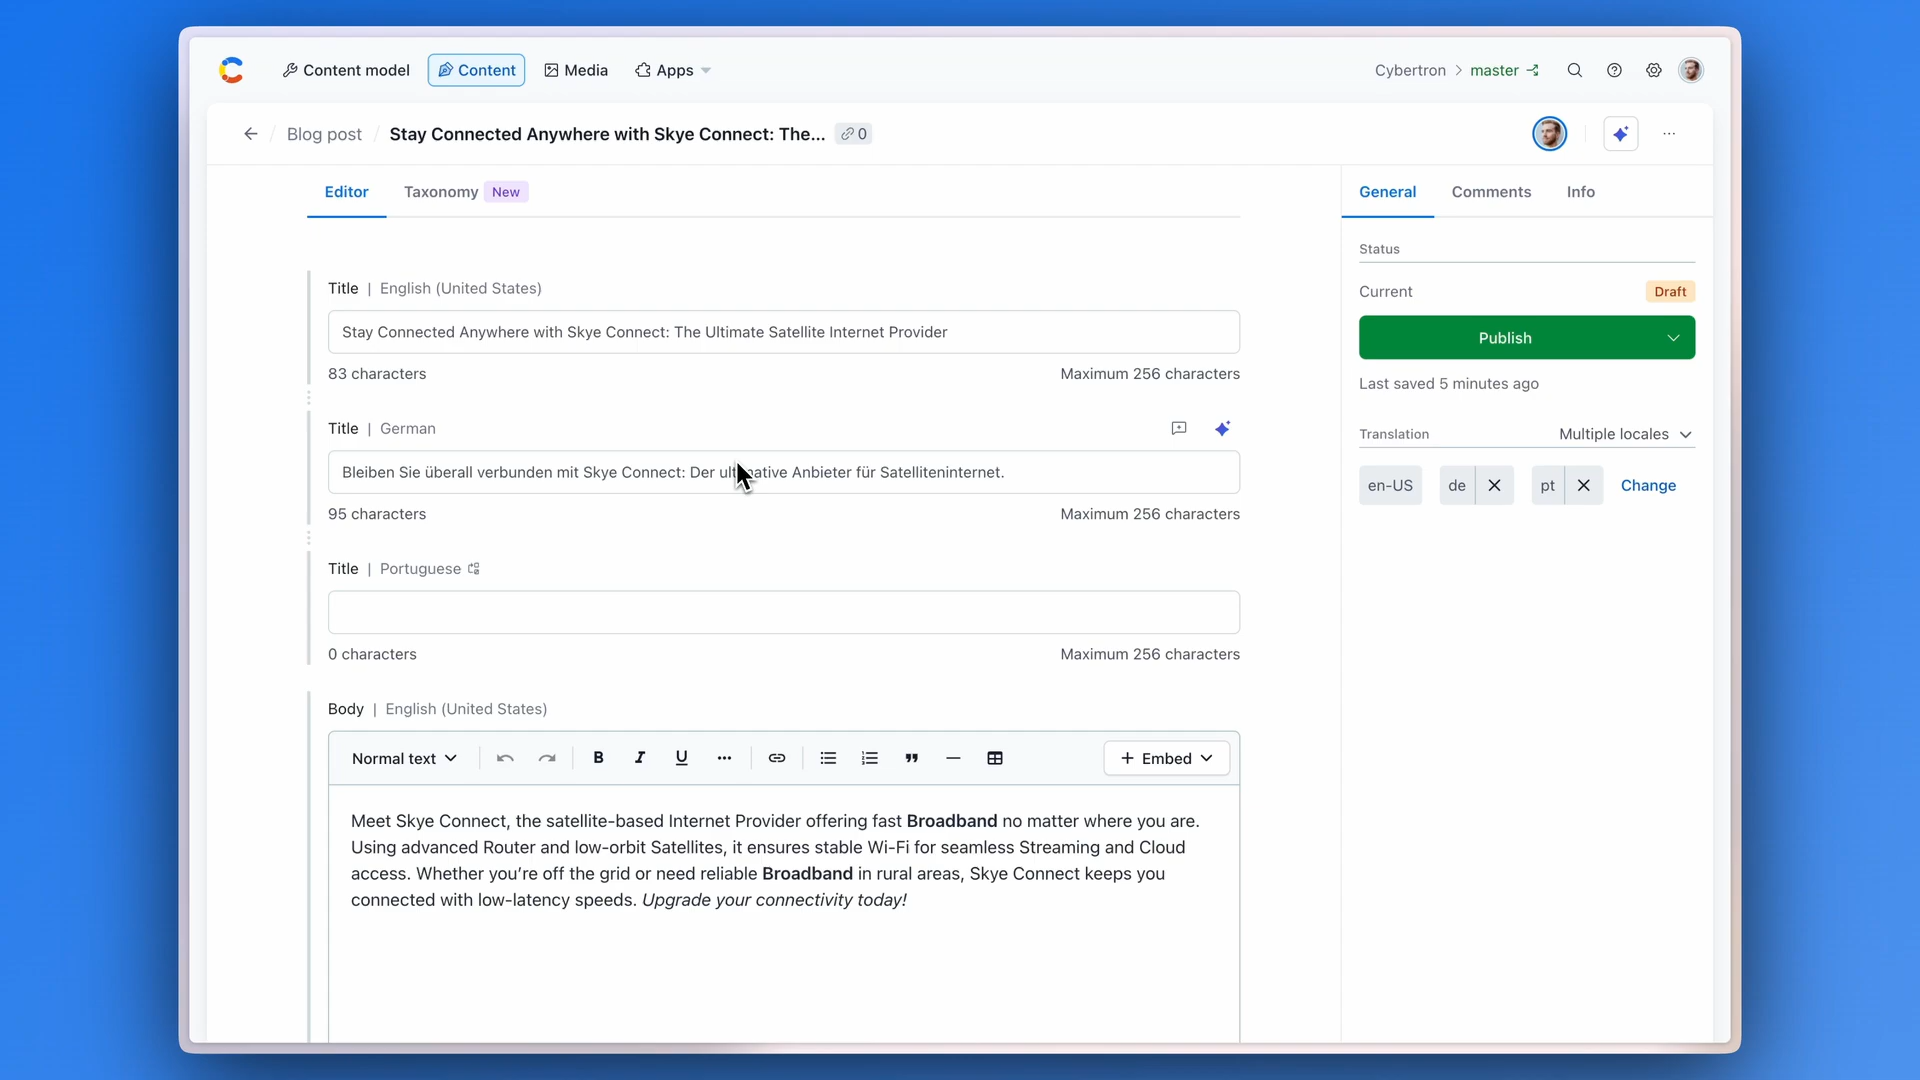 Content model
Content
Media
Apps
Cybertron > master
Blog post / Stay Connected Anywhere with Skye Connect: The...
0
Editor
Taxonomy New
Title | English (United States)
Stay Connected Anywhere with Skye Connect: The Ultimate Satellite Internet Provider
83 characters
Maximum 256 characters
Title | German
Bleiben Sie überall verbunden mit Skye Connect: Der Anbieter für Satelliteninternet.
95 characters
Maximum 256 characters
Title | Portuguese
0 characters
Maximum 256 characters
Body | English (United States)
Normal text
B I U
+ Embed
Meet Skye Connect, the satellite-based Internet Provider offering fast Broadband no matter where you are.
Using advanced Router and low-orbit Satellites, it ensures stable Wi-Fi for seamless Streaming and Cloud
access. Whether you’re off the grid or need reliable Broadband in rural areas, Skye Connect keeps you
connected with low-latency speeds. Upgrade your connectivity today!
General
Comments
Info
Status
Current
Draft
Publish
Last saved 5 minutes ago
Translation
Multiple locales
en-US
de
pt
Change